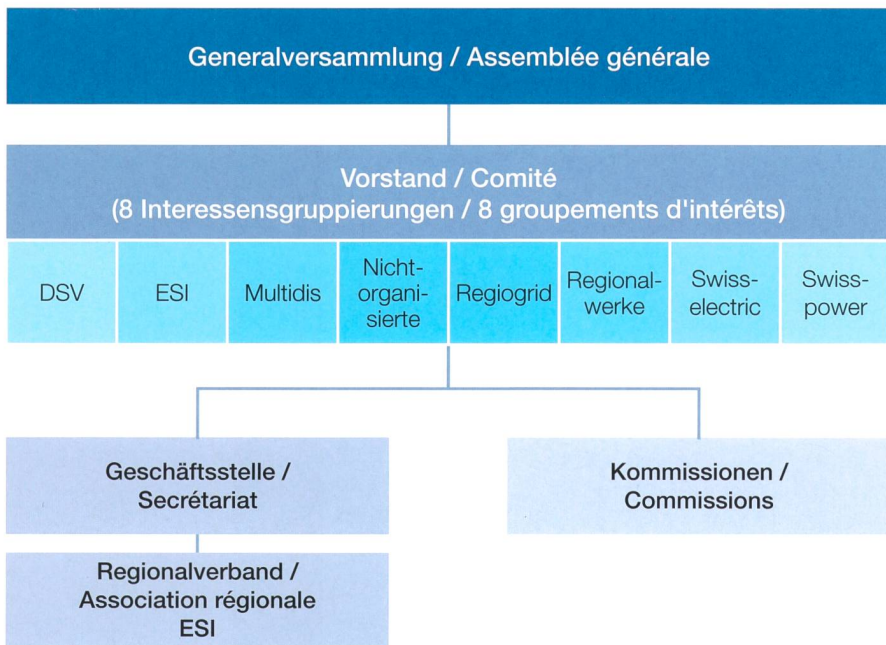 Generalversammlung / Assemblée générale
Vorstand / Comité
(8 Interessensgruppierungen / 8 groupements d'intérêts)
DSV
ESI
Multidis
Nicht-
organi-
sierte
Regiogrid
Regional-
werke
Swiss-
electric
Swiss-
power
Geschäftsstelle /
Secrétariat
Kommissionen /
Commissions
Regionalverband /
Association régionale
ESI